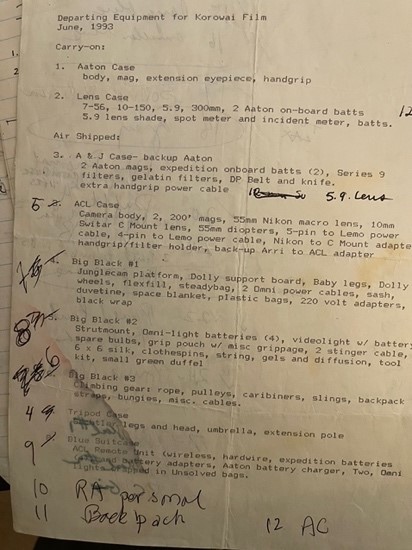 Departing Equipment for Korowai Film
June, 1993
Carry-on:
1. Aaton Case
body, mag, extension eyepiece, handgrip
2. Lens Case
7-56, 10-150, 5.9, 300mm, 2 Aaton on-board batts
5.9 lens shade, spot meter and incident meter, batts.
12
Air Shipped:
3. A & J Case- backup Aaton
2 Aaton mags, expedition onboard batts (2), Series 9
filters, gelatin filters, DP Belt and knife.
extra handgrip power cable
5.9 Lens
5 ACL Case
Camera body, 2, 200' mags, 55mm Nikon macro lens, 10mm
Switar C Mount lens, 55mm diopters, 5-pin to Lemo power
cable, 4-pin to Lemo power cable, Nikon to C Mount adapte
handgrip/filter holder, back-up Arri to ACL adapter
7 Big Black #1
Junglecam platform, Dolly support board, Baby legs, Dolly
wheels, flexfill, steadybag, 2 Omni power cables, sash,
duvetine, space blanket, plastic bags, 220 volt adapters,
black wrap
8 Big Black #2
Strutmount, Omni-light batteries (4), videolight w/ batter
spare bulbs, grip pouch w/ misc grippage, 2 stinger cable,
6 x 6 silk, clothespins, string, gels and diffusion, tool
kit, small green duffel
6 Big Black #3
Climbing gear: rope, pulleys, caribiners, slings, backpack
straps, bungies, misc. cables.
4 Tripod Case
legs and head, umbrella, extension pole
9 Blue Suitcase
ACL Remote Unit (wireless, hardwire, expedition batteries
battery adapters, Aaton battery charger, Two, Omni
in Unsolved bags.
10 RA personal
11 Backpack
12 AC